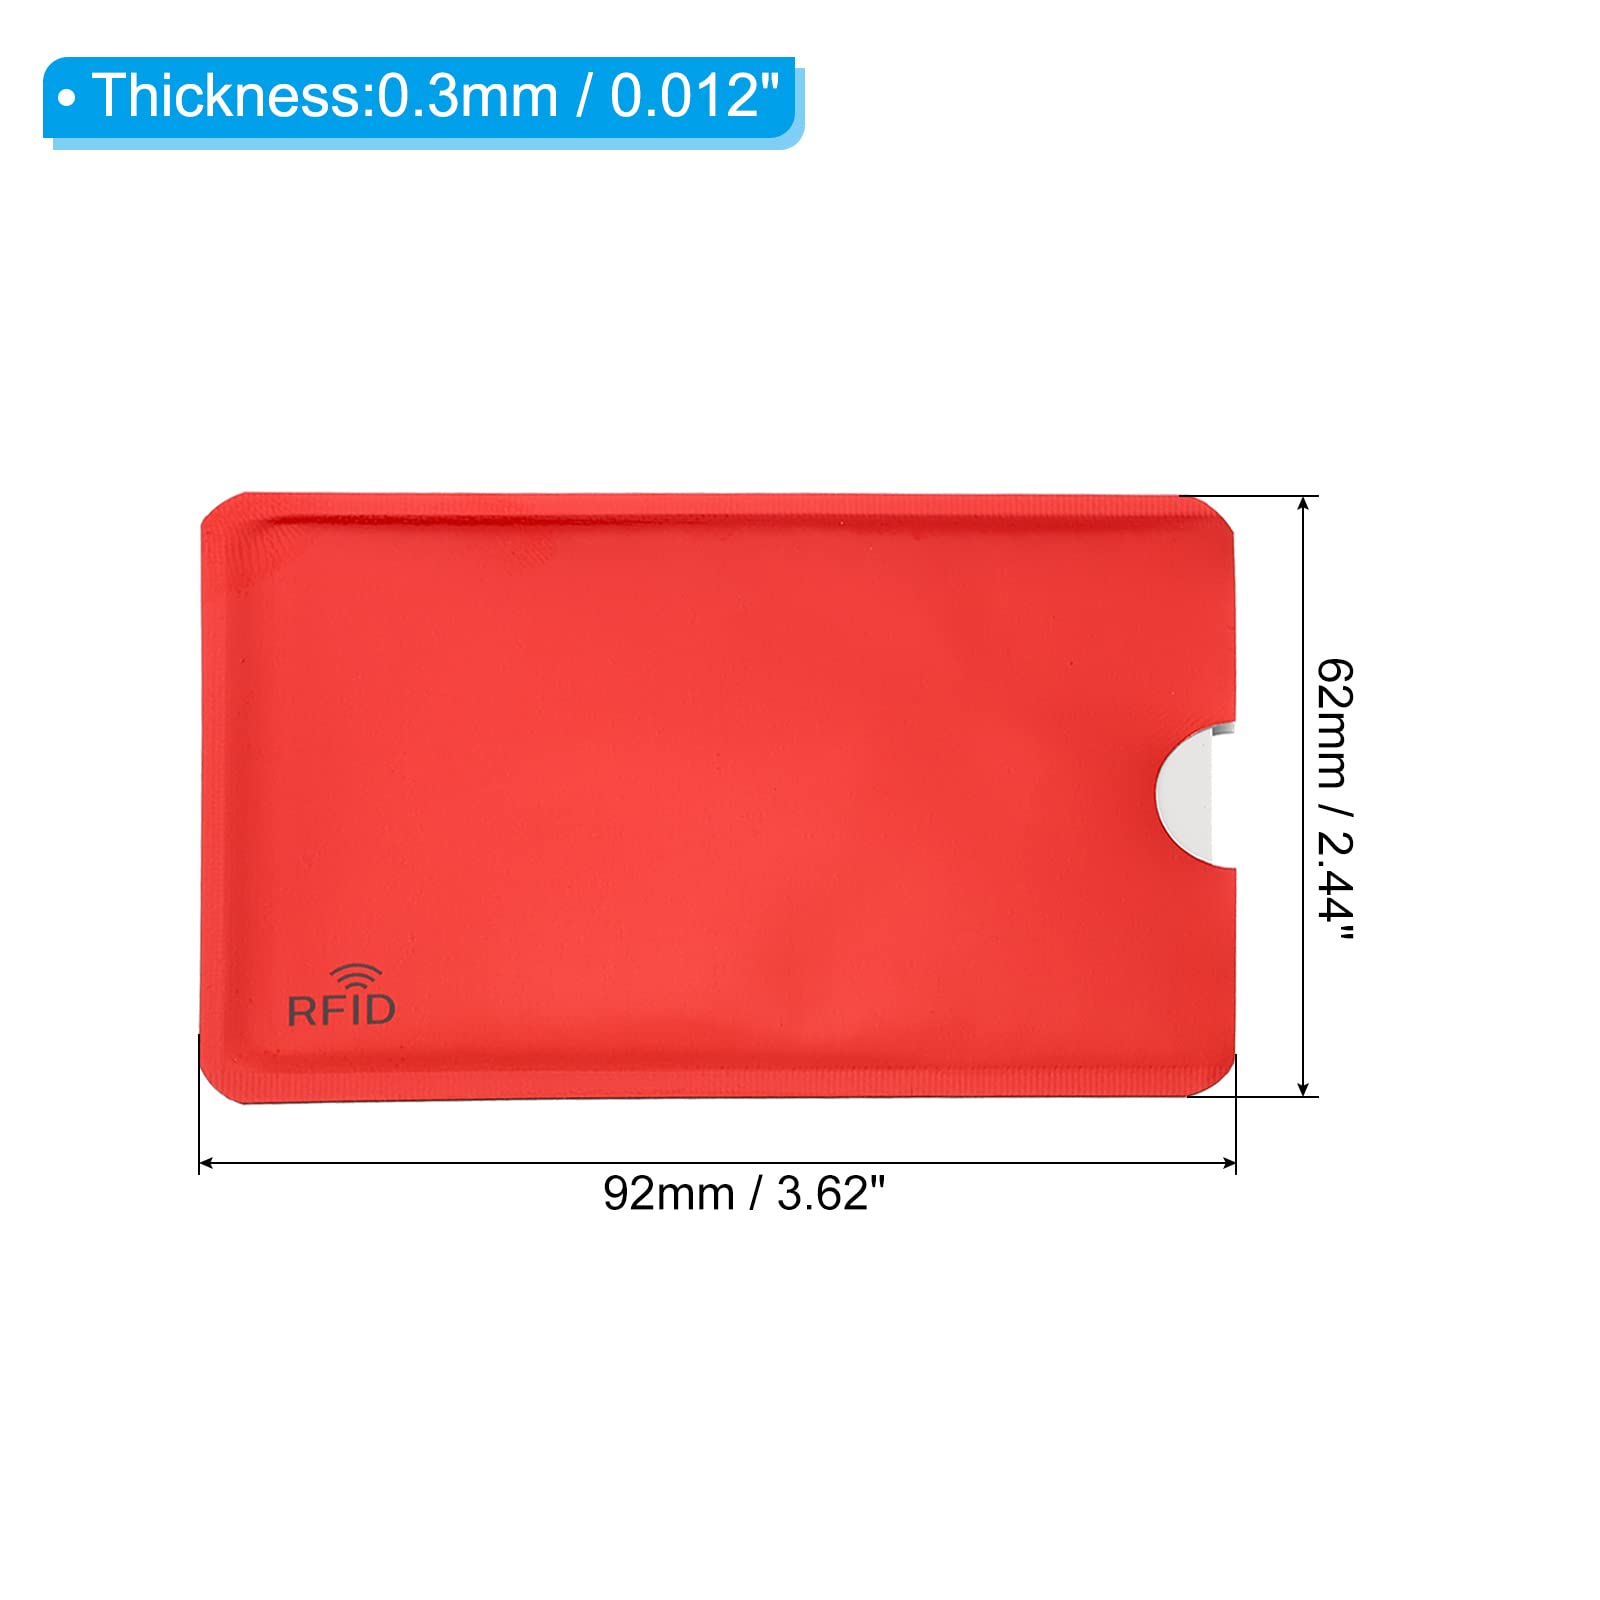 • Thickness:0.3mm / 0.012"
62mm / 2.44"
RFID
92mm / 3.62"